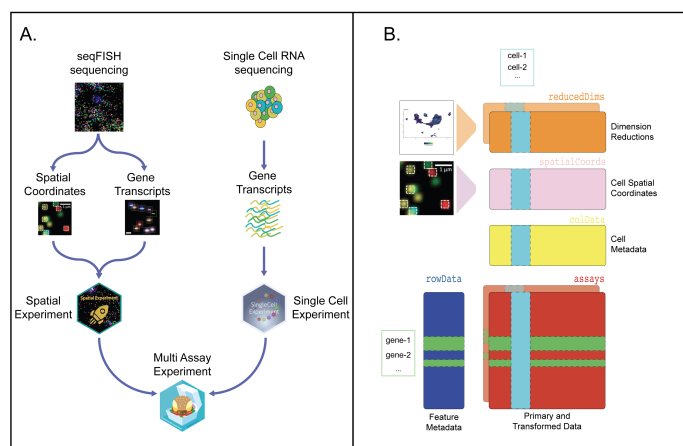 A.
seqFISH
sequencing
Single Cell RNA
sequencing
Spatial
Coordinates
Gene
Transcripts
Gene
Transcripts
Spatial
Experiment
Spatial Experiment
SingleCell
Experiment
Single Cell
Experiment
Multi Assay
Experiment
B.
cell-1
cell-2
...
reducedDims
Dimension
Reductions
1 μm
spatialCoords
Cell Spatial
Coordinates
colData
Cell
Metadata
rowData
assays
gene-1
gene-2
...
Feature
Metadata
Primary and
Transformed Data